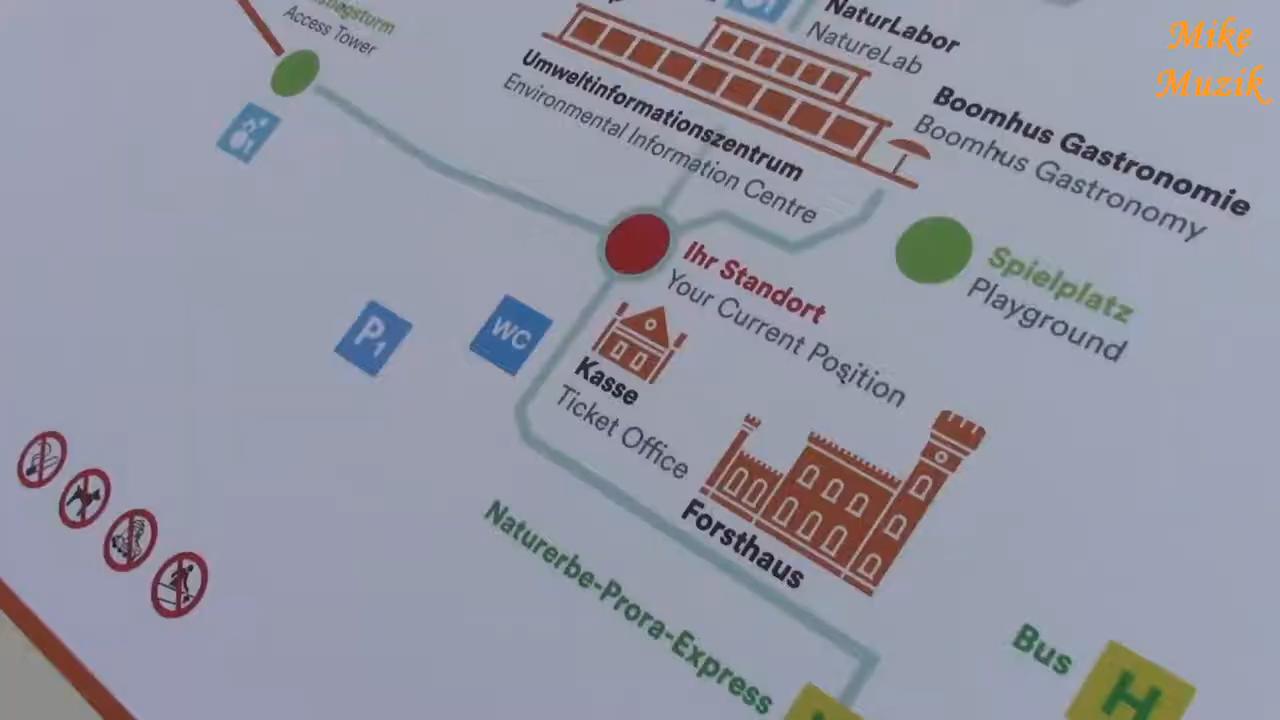 Access Tower
NaturLabor
NatureLab
Mike
Muzik
Umweltinformationszentrum
Environmental Information Centre
Boomhus Gastronomie
Boomhus Gastronomy
Ihr Standort
Your Current Position
Spielplatz
Playground
P1
WC
Kasse
Ticket Office
Forsthaus
Naturerbe-Prora-Express
Bus
H